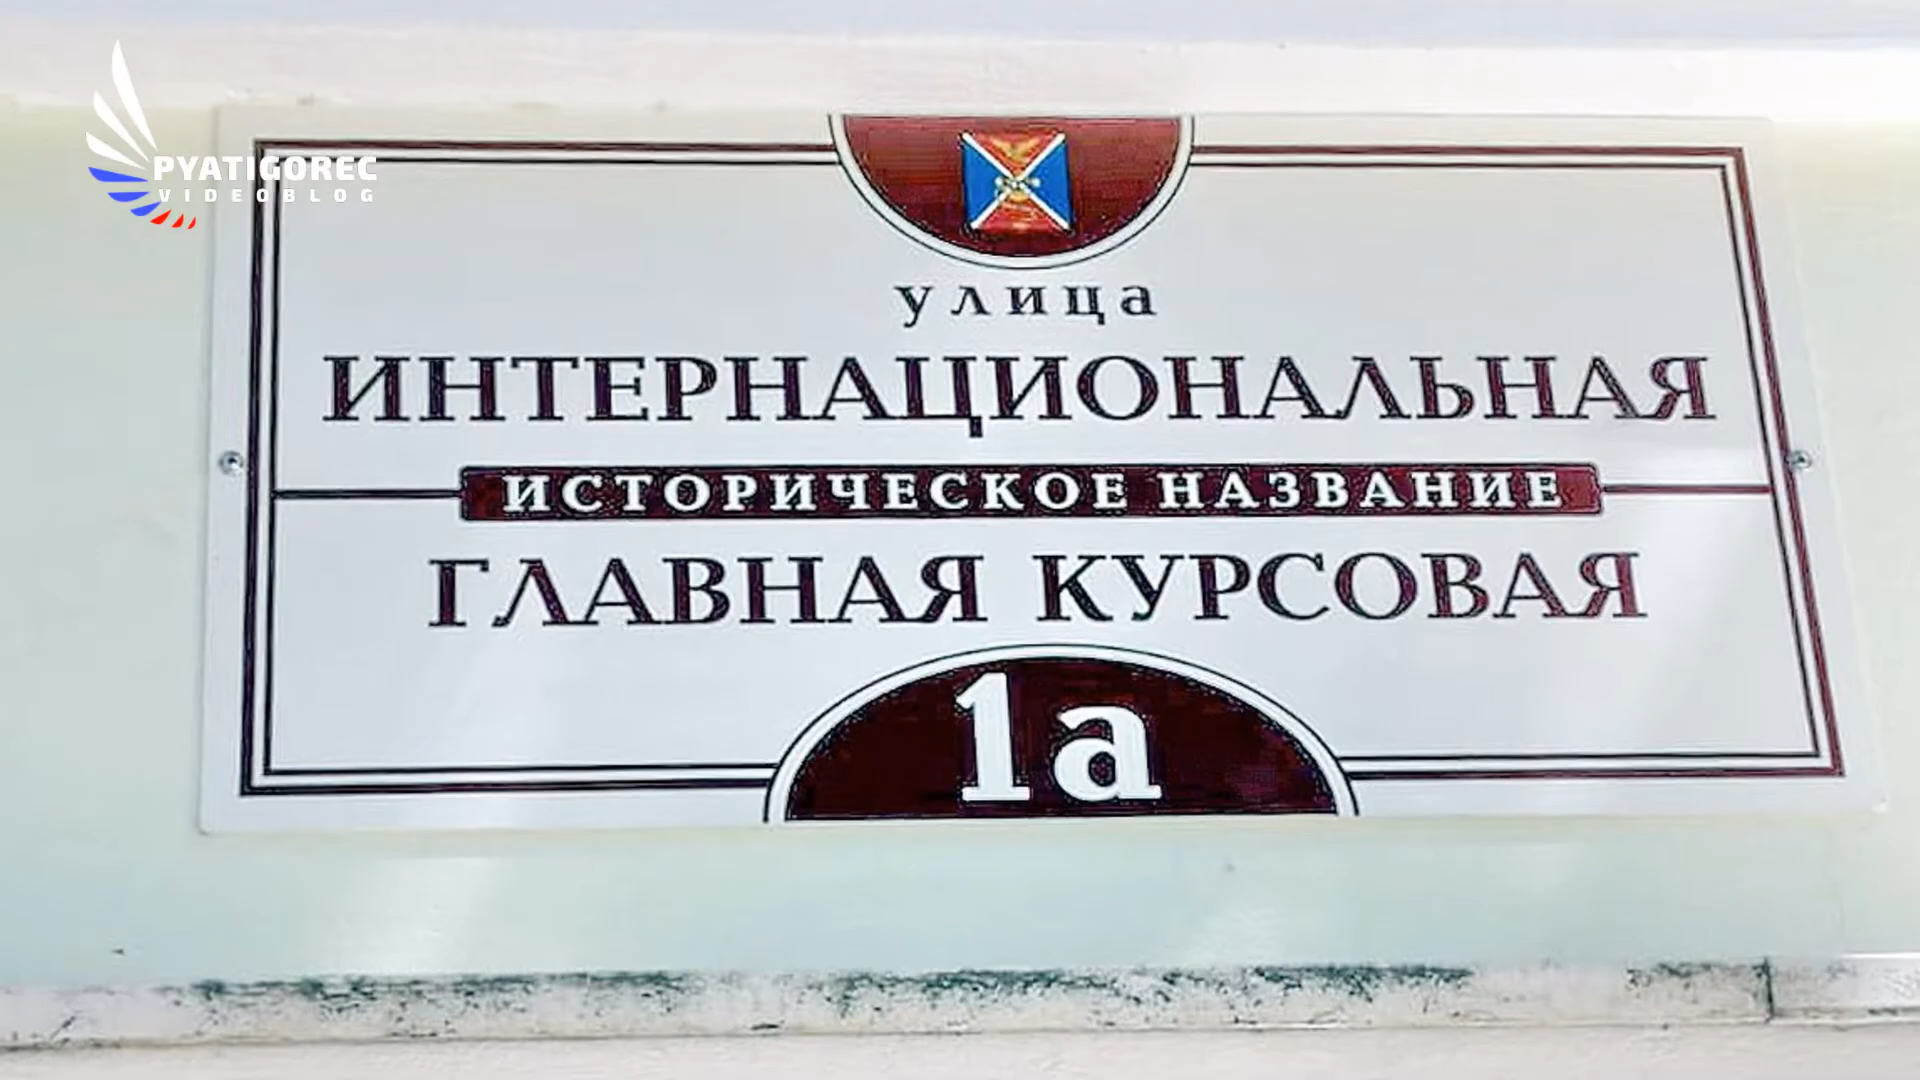 PYATIGOREC
VIDEOBLOG
улица
ИНТЕРНАЦИОНАЛЬНАЯ
ИСТОРИЧЕСКОЕ НАЗВАНИЕ
ГЛАВНАЯ КУРСОВАЯ
1а